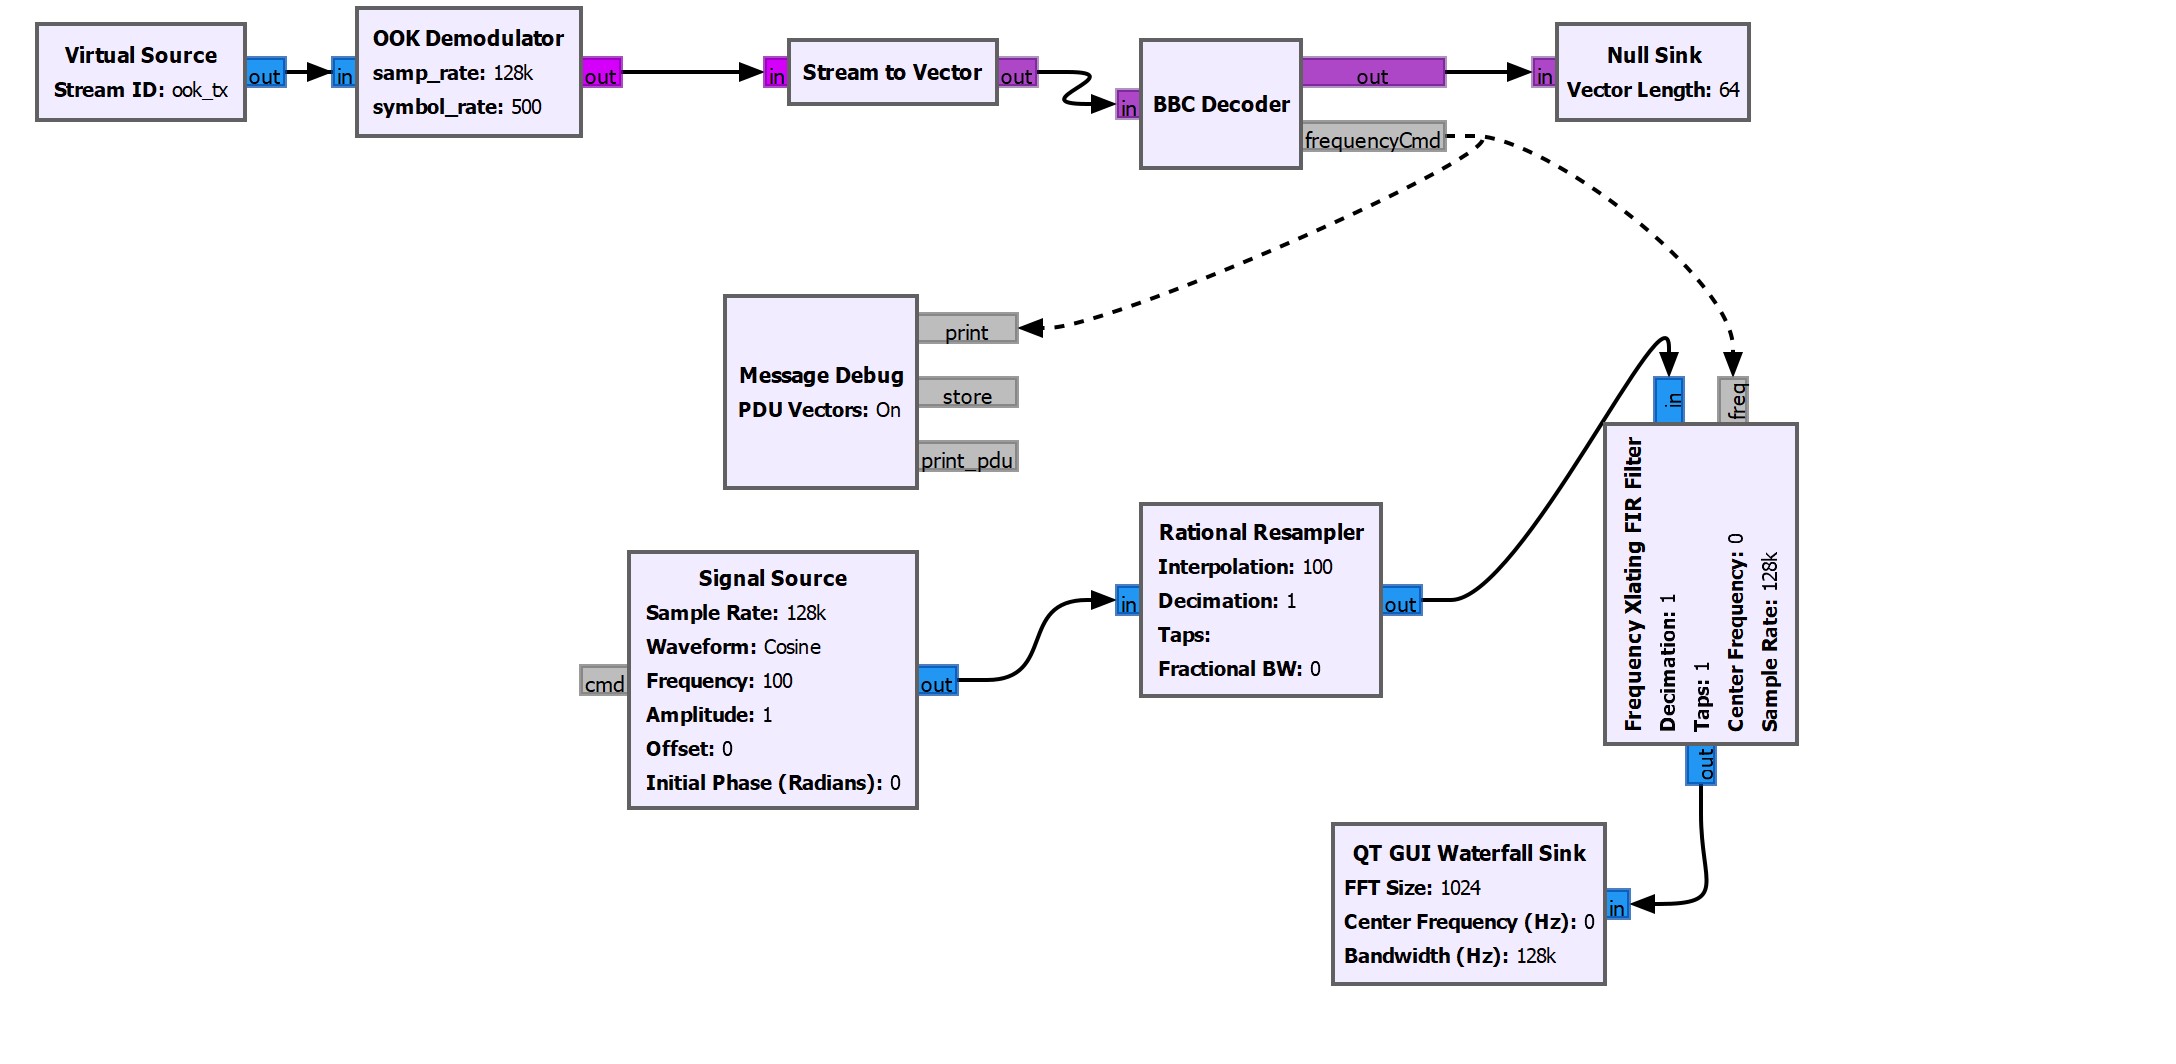 Virtual Source
Stream ID: ook_tx
out
in
OOK Demodulator
samp_rate: 128k
symbol_rate: 500
out
in
Stream to Vector
out
in
BBC Decoder
out
frequencyCmd
in
Null Sink
Vector Length: 64
Message Debug
PDU Vectors: On
print
store
print_pdu
cmd
Signal Source
Sample Rate: 128k
Waveform: Cosine
Frequency: 100
Amplitude: 1
Offset: 0
Initial Phase (Radians): 0
out
in
Rational Resampler
Interpolation: 100
Decimation: 1
Taps:
Fractional BW: 0
out
in
freq
Frequency Xlating FIR Filter
Decimation: 1
Taps: 1
Center Frequency: 0
Sample Rate: 128k
out
QT GUI Waterfall Sink
FFT Size: 1024
Center Frequency (Hz): 0
Bandwidth (Hz): 128k
in